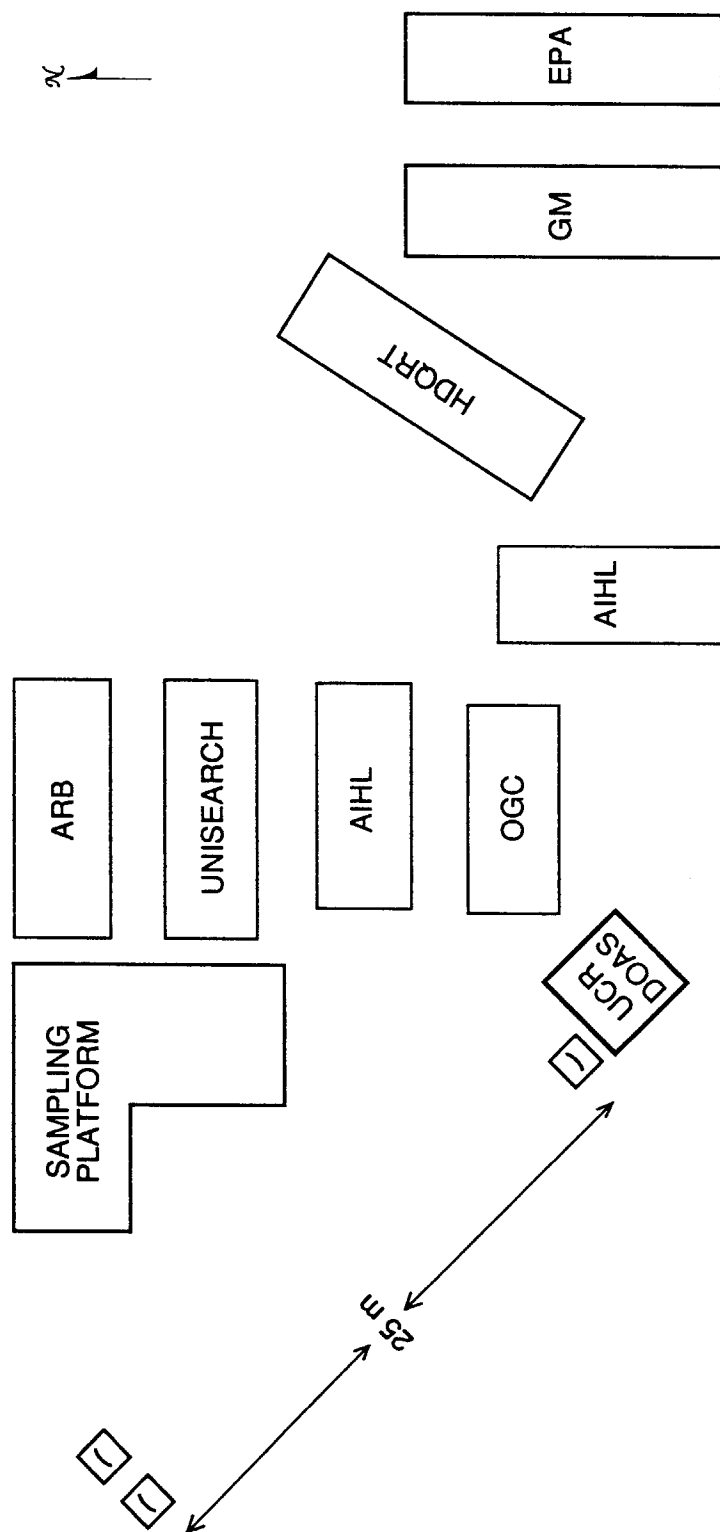 N
EPA
GM
HDQRT
AIHL
ARB
UNISEARCH
AIHL
OGC
SAMPLING
PLATFORM
UCR
DOAS
25 m